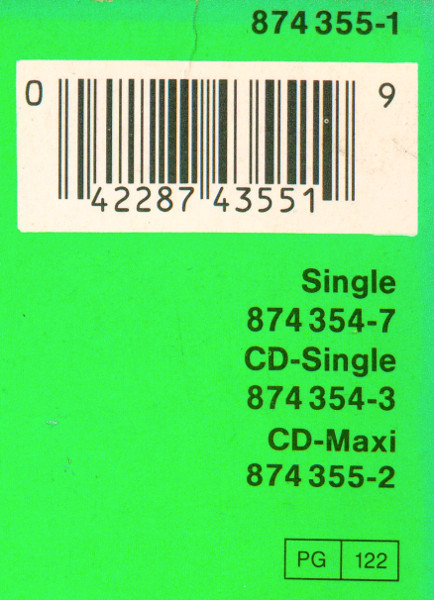 874 355-1
0 9
42287 43551
Single
874 354-7
CD-Single
874 354-3
CD-Maxi
874 355-2
PG 122